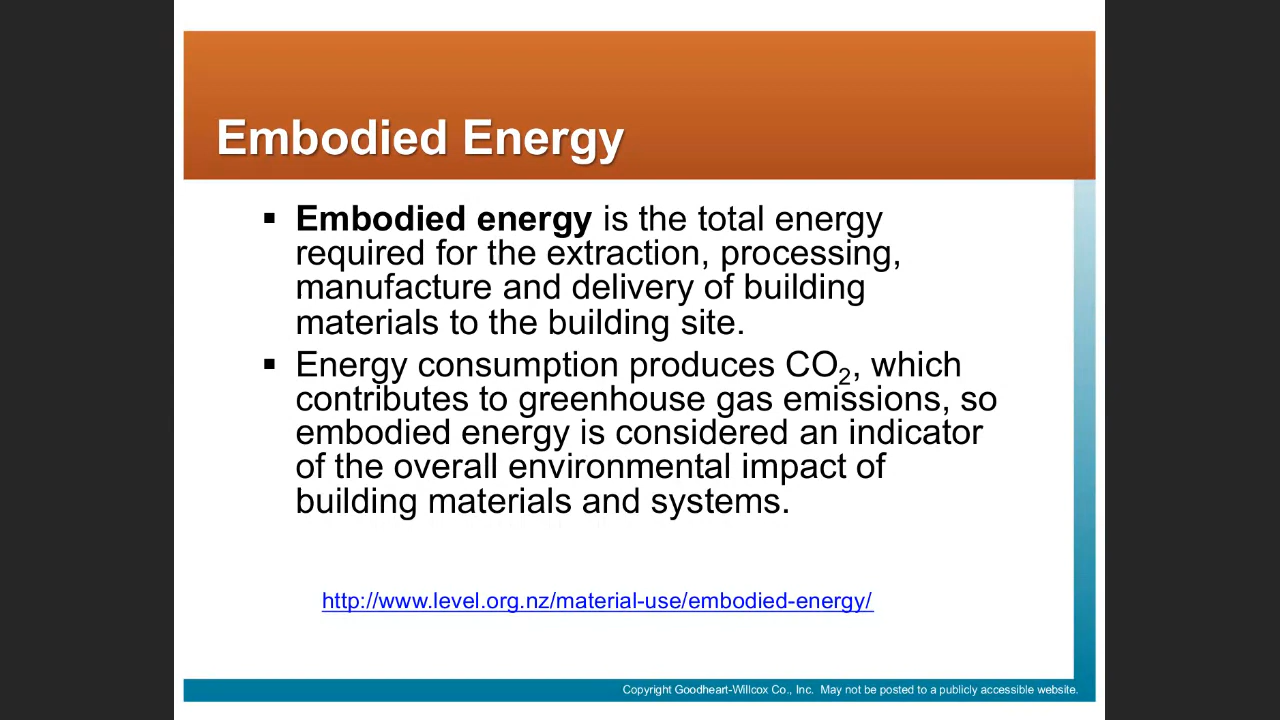 Embodied Energy
▪ Embodied energy is the total energy
required for the extraction, processing,
manufacture and delivery of building
materials to the building site.
▪ Energy consumption produces CO₂, which
contributes to greenhouse gas emissions, so
embodied energy is considered an indicator
of the overall environmental impact of
building materials and systems.
http://www.level.org.nz/material-use/embodied-energy/
Copyright Goodheart-Willcox Co., Inc. May not be posted to a publicly accessible website.